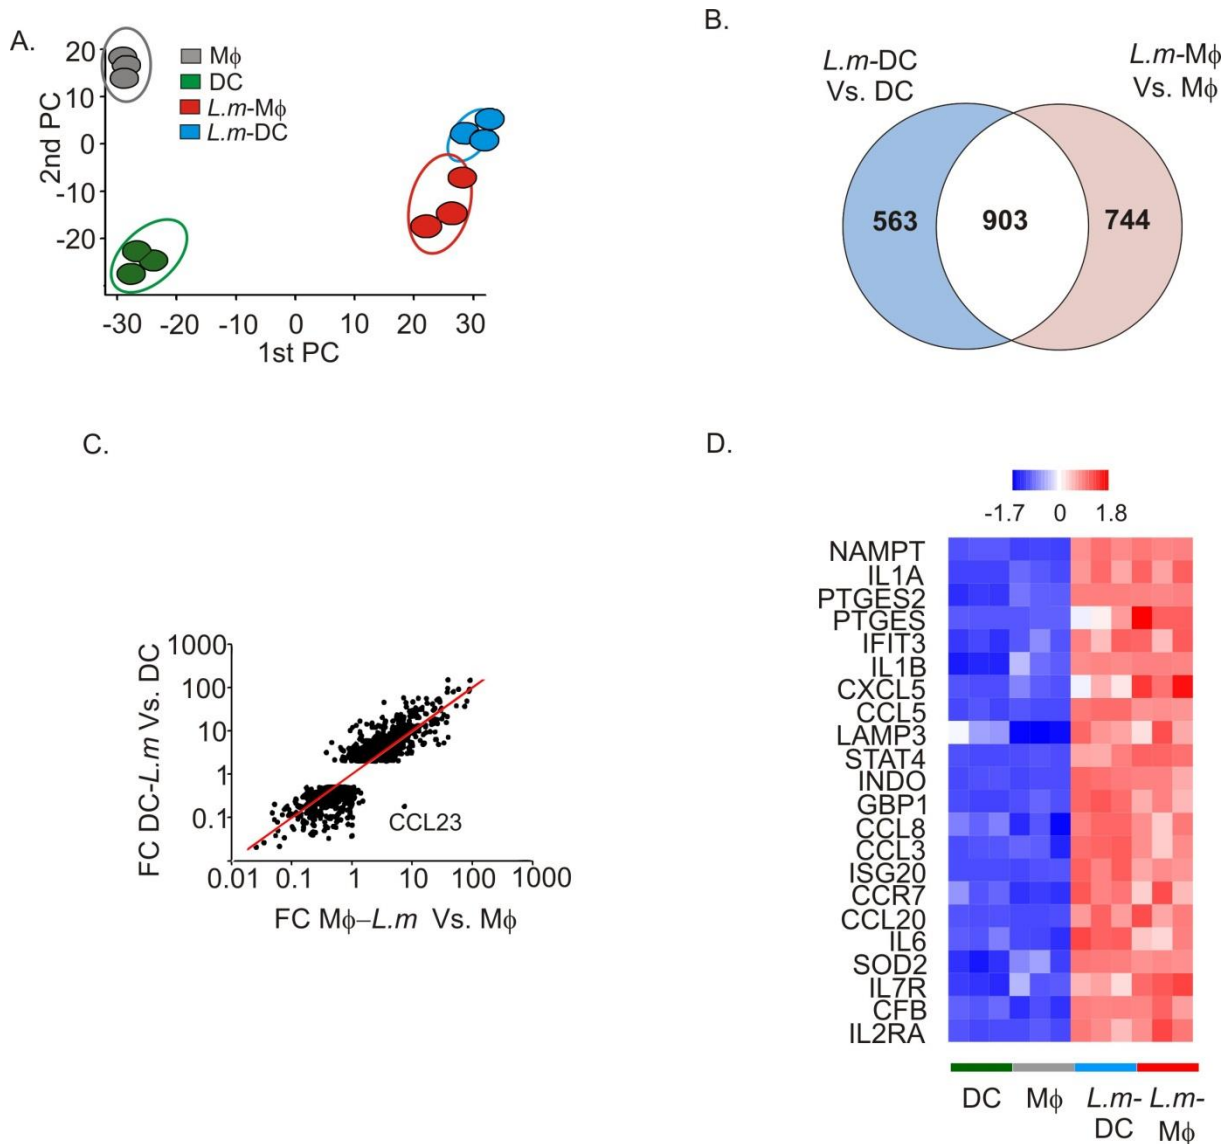 A.
20
10
0
-10
-20
2nd PC
-30 -20 -10 0 10 20 30
1st PC
Mϕ
DC
L.m-Mϕ
L.m-DC
B.
L.m-DC
Vs. DC
L.m-Mϕ
Vs. Mϕ
563 903 744
C.
FC DC-L.m Vs. DC
1000
100
10
1
0.1
CCL23
0.01 0.1 1 10 100 1000
FC Mϕ–L.m Vs. Mϕ
D.
-1.7 0 1.8
NAMPT
IL1A
PTGES2
PTGES
IFIT3
IL1B
CXCL5
CCL5
LAMP3
STAT4
INDO
GBP1
CCL8
CCL3
ISG20
CCR7
CCL20
IL6
SOD2
IL7R
CFB
IL2RA
DC Mϕ L.m- L.m-
DC Mϕ